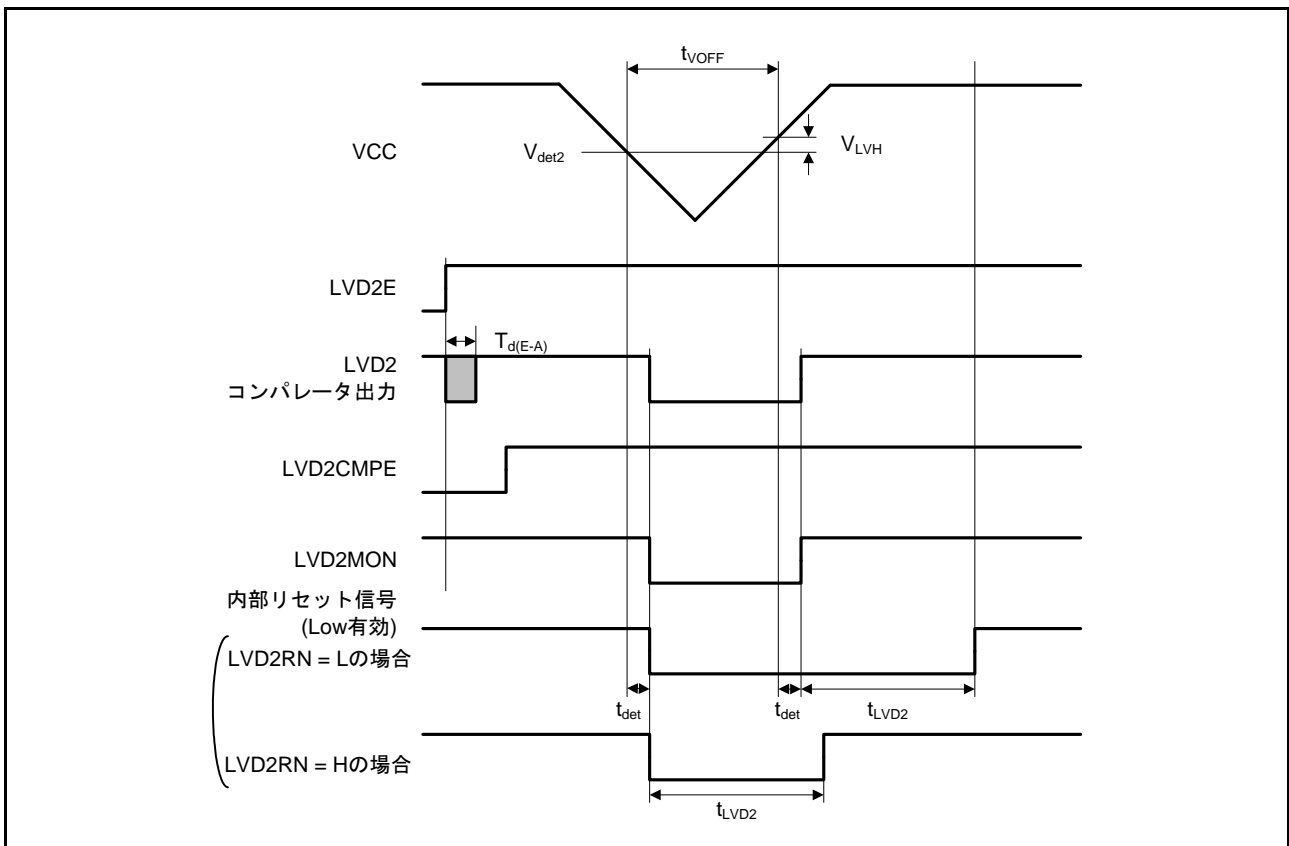 tVOFF
VCC
Vdet2
VLVH
LVD2E
Td(E-A)
LVD2
コンパレータ出力
LVD2CMPE
LVD2MON
内部リセット信号
(Low有効)
LVD2RN = Lの場合
tdet
tdet
tLVD2
LVD2RN = Hの場合
tLVD2